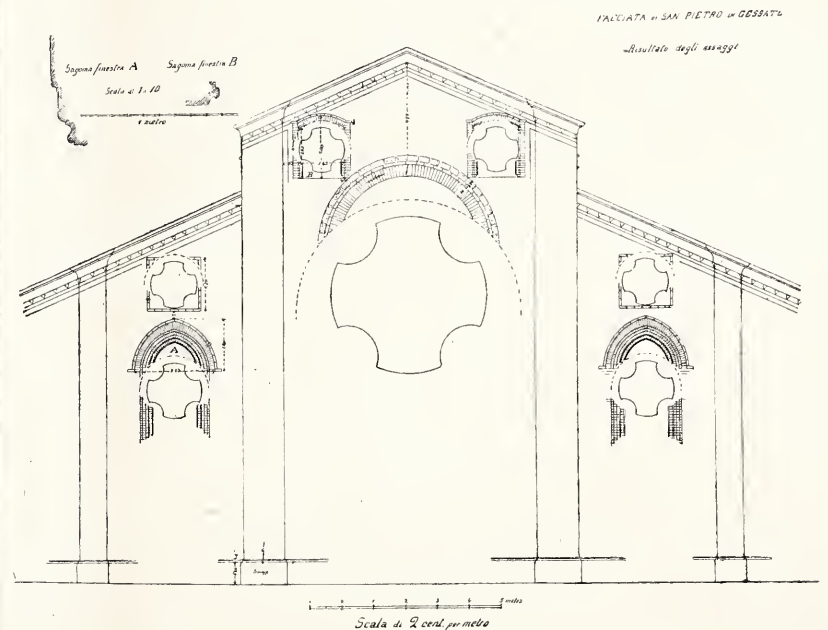 FACCIATA DI SAN PIETRO IN GESSATE
Risultato degli assaggi
Sagoma finestra A
Sagoma finestra B
Scala di 1 a 10
1 metro
A
5 metri
Scala di 2 cent. per metro